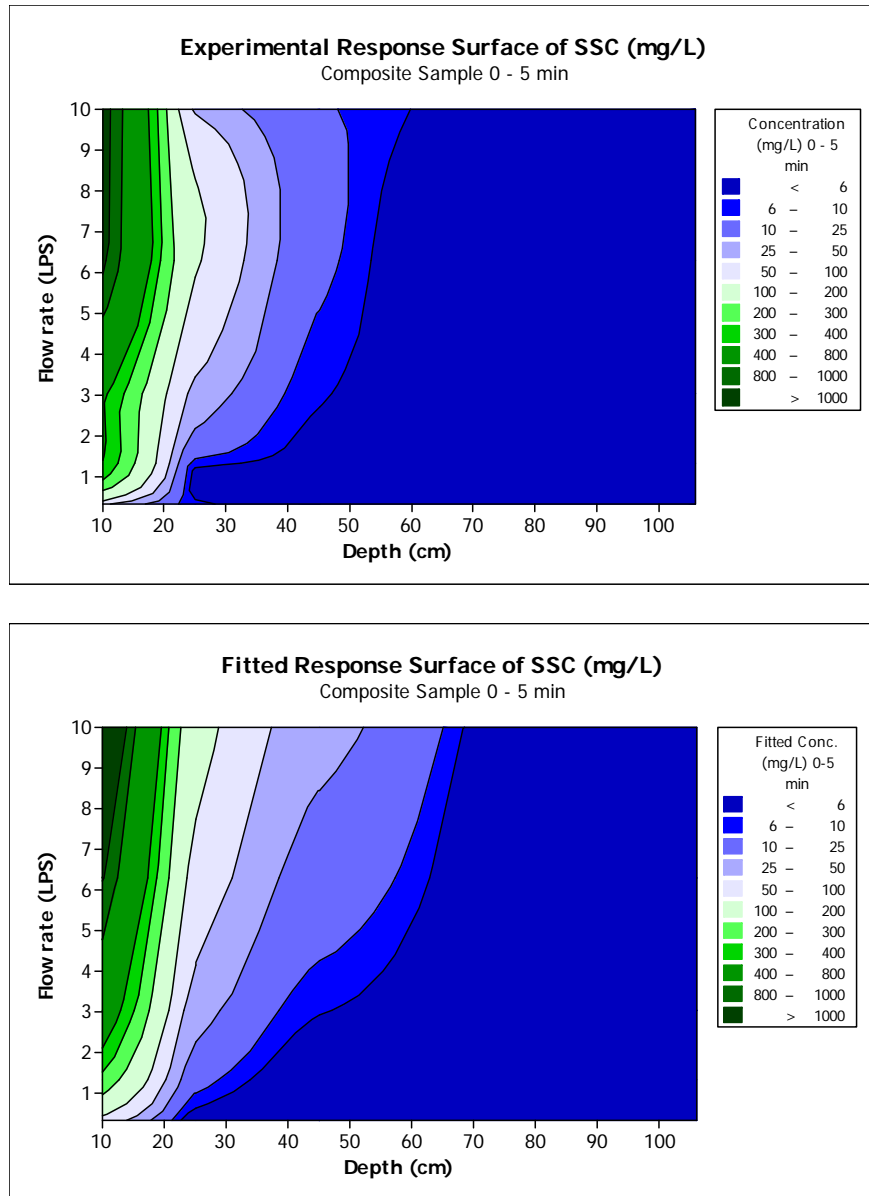 Experimental Response Surface of SSC (mg/L)
Composite Sample 0 - 5 min
10
9
8
7
6
5
4
3
2
1
Flow rate (LPS)
10 20 30 40 50 60 70 80 90 100
Depth (cm)
Concentration
(mg/L) 0 - 5
min
< 6
6 – 10
10 – 25
25 – 50
50 – 100
100 – 200
200 – 300
300 – 400
400 – 800
800 – 1000
> 1000
Fitted Response Surface of SSC (mg/L)
Composite Sample 0 - 5 min
10
9
8
7
6
5
4
3
2
1
Flow rate (LPS)
10 20 30 40 50 60 70 80 90 100
Depth (cm)
Fitted Conc.
(mg/L) 0-5
min
< 6
6 – 10
10 – 25
25 – 50
50 – 100
100 – 200
200 – 300
300 – 400
400 – 800
800 – 1000
> 1000